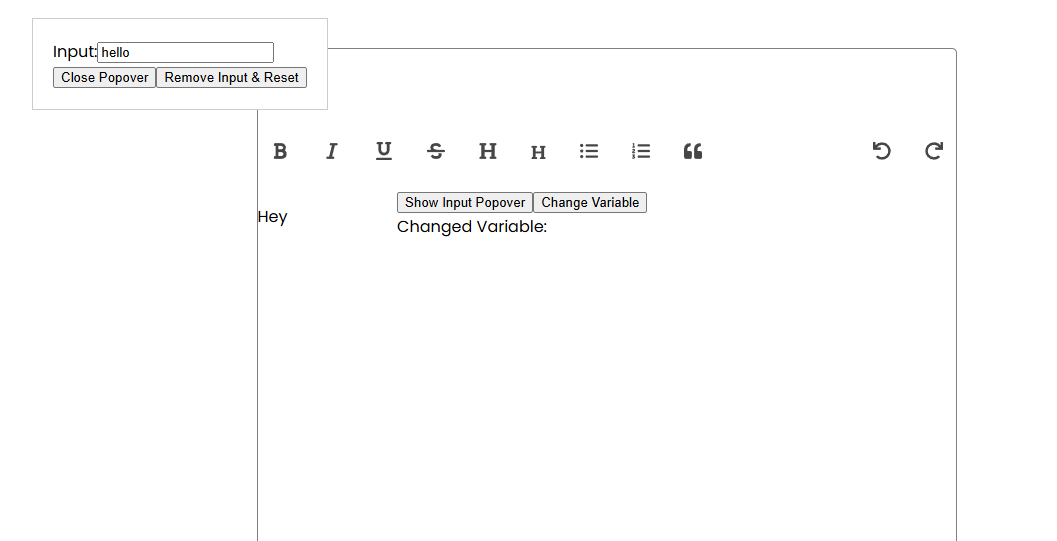 Input: hello
Close Popover Remove Input & Reset
B I U S H H
Show Input Popover Change Variable
Hey
Changed Variable: